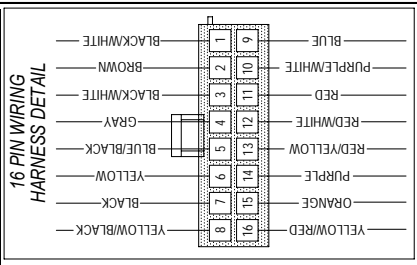 16 PIN WIRING
HARNESS DETAIL
BLACK/WHITE 1 9 BLUE
BROWN 2 10 PURPLE/WHITE
BLACK/WHITE 3 11 RED
GRAY 4 12 RED/WHITE
BLUE/BLACK 5 13 RED/YELLOW
YELLOW 6 14 PURPLE
BLACK 7 15 ORANGE
YELLOW/BLACK 8 16 YELLOW/RED